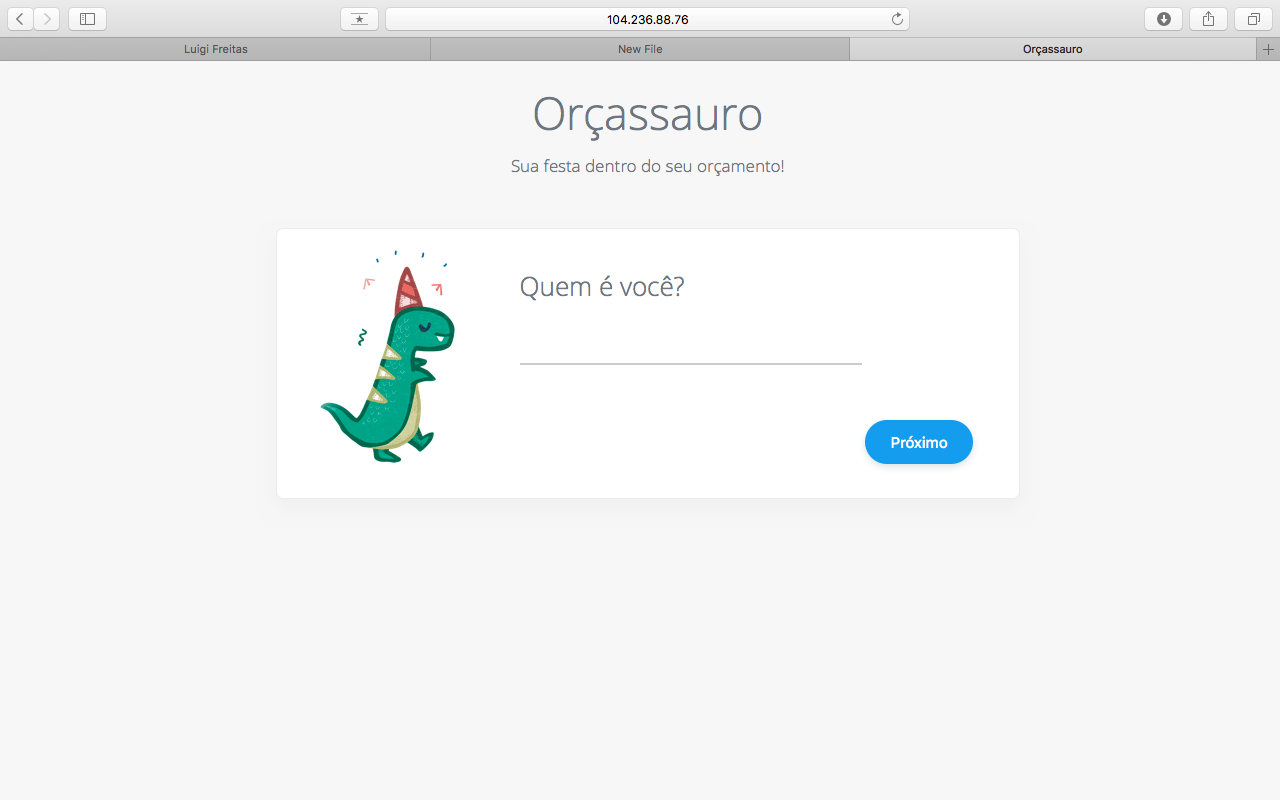 104.236.88.76
Luigi Freitas
New File
Orçassauro
Orçassauro
Sua festa dentro do seu orçamento!
Quem é você?
Próximo